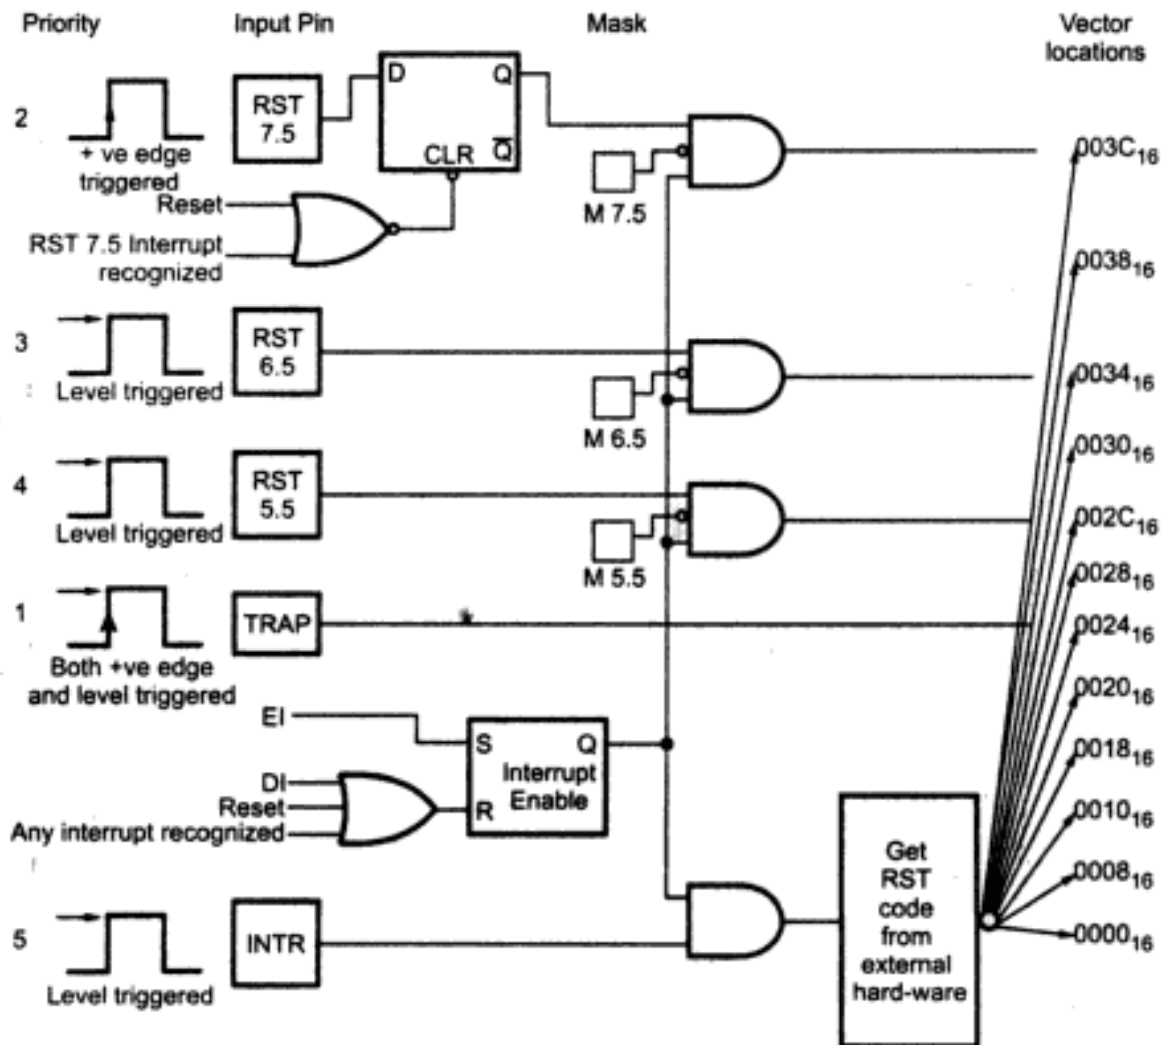 Priority
Input Pin
Mask
Vector
locations
2
+ ve edge
triggered
RST
7.5
D
Q
CLR
Q̅
M 7.5
003C₁₆
Reset
RST 7.5 Interrupt
recognized
0038₁₆
3
Level triggered
RST
6.5
M 6.5
0034₁₆
0030₁₆
4
Level triggered
RST
5.5
M 5.5
002C₁₆
0028₁₆
1
Both +ve edge
and level triggered
TRAP
0024₁₆
0020₁₆
EI
DI
Reset
Any interrupt recognized
S
Q
Interrupt
Enable
R
0018₁₆
0010₁₆
0008₁₆
0000₁₆
5
Level triggered
INTR
Get
RST
code
from
external
hard-ware